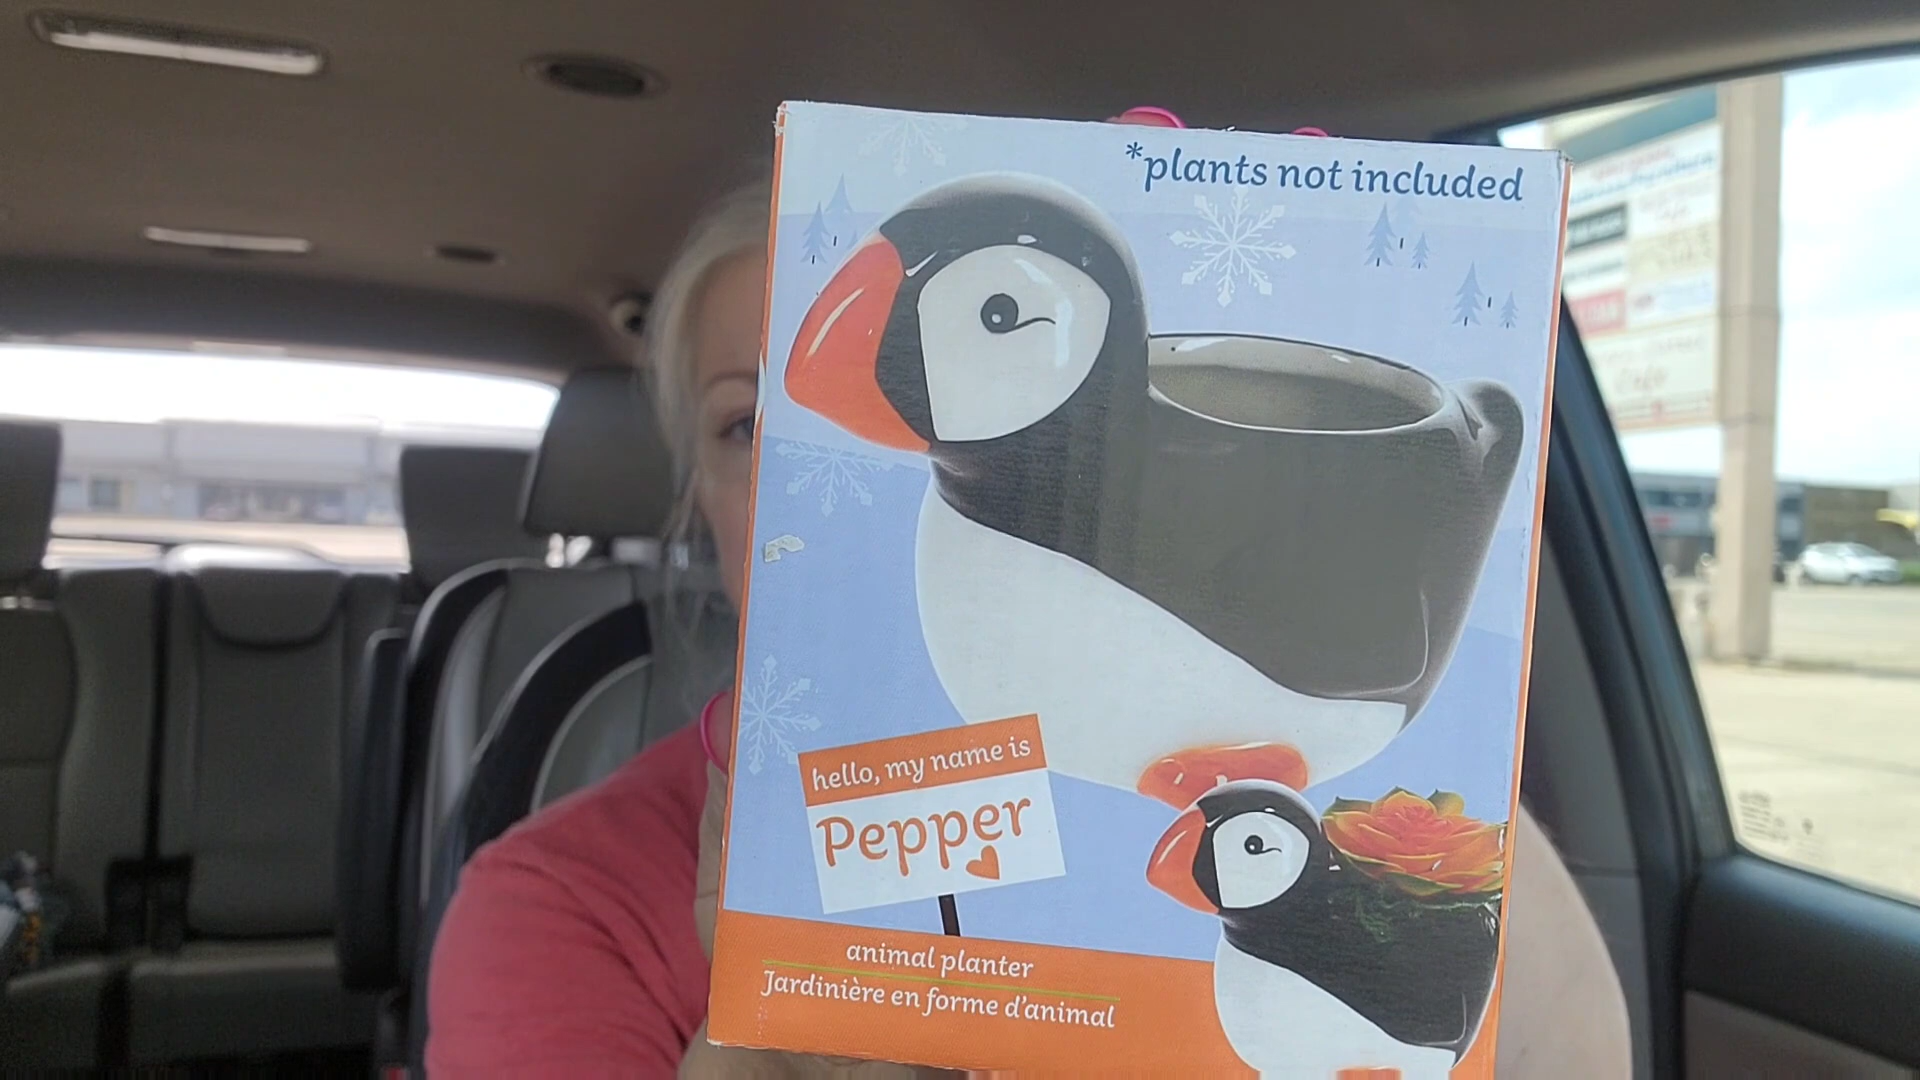 *plants not included
hello, my name is
Pepper
animal planter
Jardinière en forme d'animal